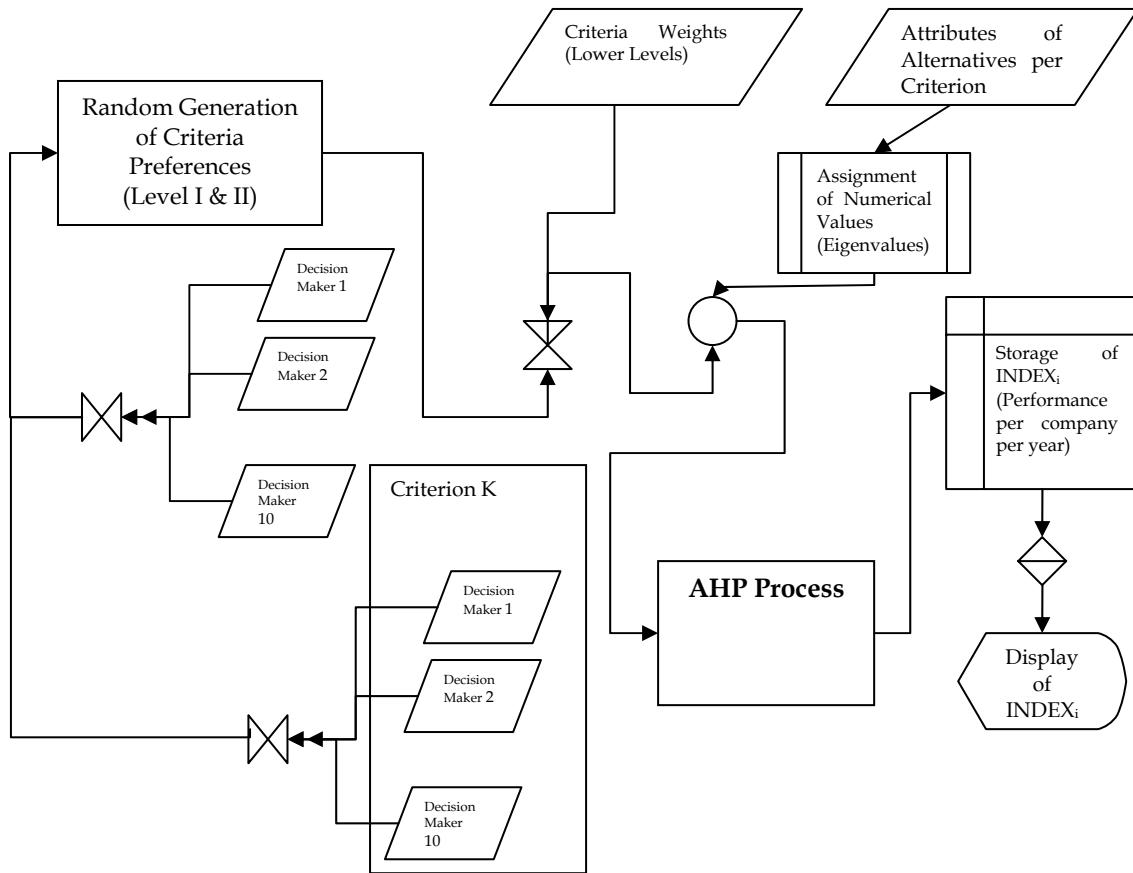 Criteria Weights
(Lower Levels)
Attributes of
Alternatives per
Criterion
Random Generation
of Criteria
Preferences
(Level I & II)
Assignment
of Numerical
Values
(Eigenvalues)
Decision
Maker 1
Decision
Maker 2
Decision
Maker
10
Storage of
INDEXi
(Performance
per company
per year)
Criterion K
Decision
Maker 1
Decision
Maker 2
Decision
Maker
10
AHP Process
Display
of
INDEXi